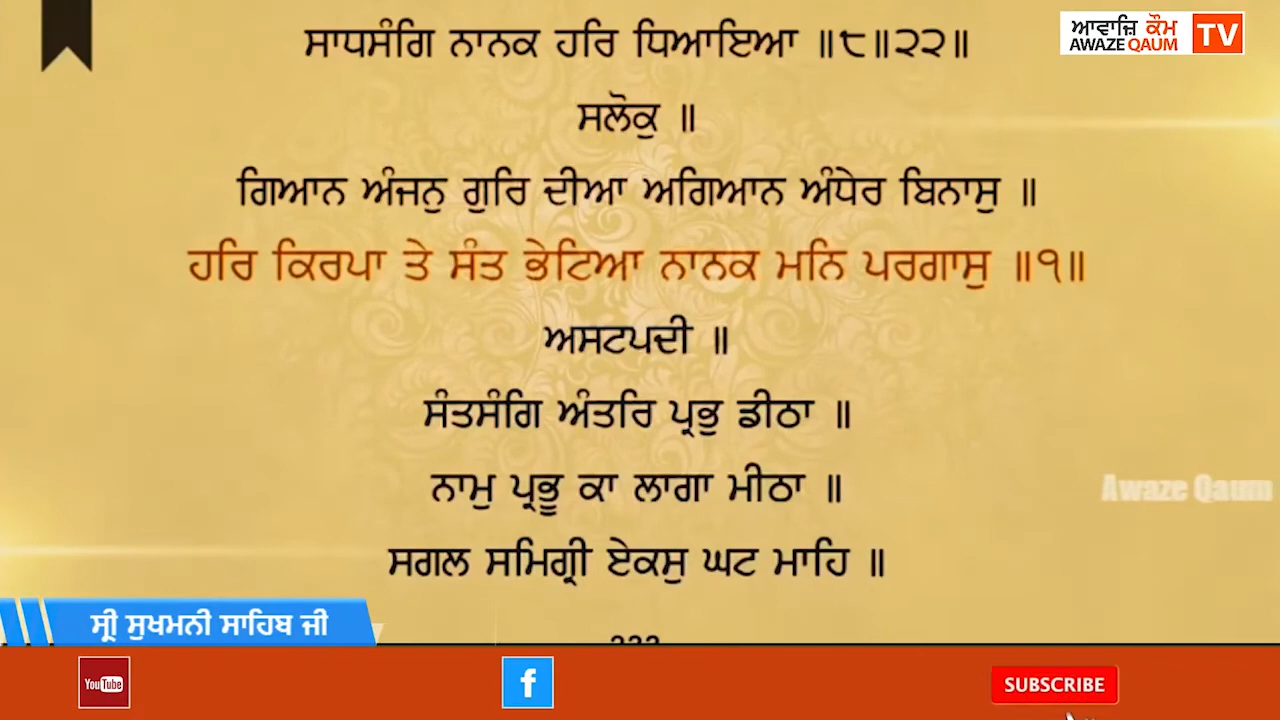 ਆਵਾਜ਼ਿ ਕੌਮ
AWAZE QAUM TV
ਸਾਧਸੰਗਿ ਨਾਨਕ ਹਰਿ ਧਿਆਇਆ ॥੮॥੨੨॥
ਸਲੋਕੁ ॥
ਗਿਆਨ ਅੰਜਨੁ ਗੁਰਿ ਦੀਆ ਅਗਿਆਨ ਅੰਧੇਰ ਬਿਨਾਸੁ ॥
ਹਰਿ ਕਿਰਪਾ ਤੇ ਸੰਤ ਭੇਟਿਆ ਨਾਨਕ ਮਨਿ ਪਰਗਾਸੁ ॥੧॥
ਅਸਟਪਦੀ ॥
ਸੰਤਸੰਗਿ ਅੰਤਰਿ ਪ੍ਰਭੁ ਡੀਠਾ ॥
ਨਾਮੁ ਪ੍ਰਭੂ ਕਾ ਲਾਗਾ ਮੀਠਾ ॥
Awaze Qaum
ਸਗਲ ਸਮਿਗ੍ਰੀ ਏਕਸੁ ਘਟ ਮਾਹਿ ॥
ਸ੍ਰੀ ਸੁਖਮਨੀ ਸਾਹਿਬ ਜੀ
YouTube
f
SUBSCRIBE